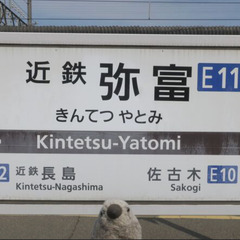 近鉄 弥富 E11
きんてつ やとみ
Kintetsu-Yatomi
2 近鉄長島 佐古木 E10
Kintetsu-Nagashima Sakogi